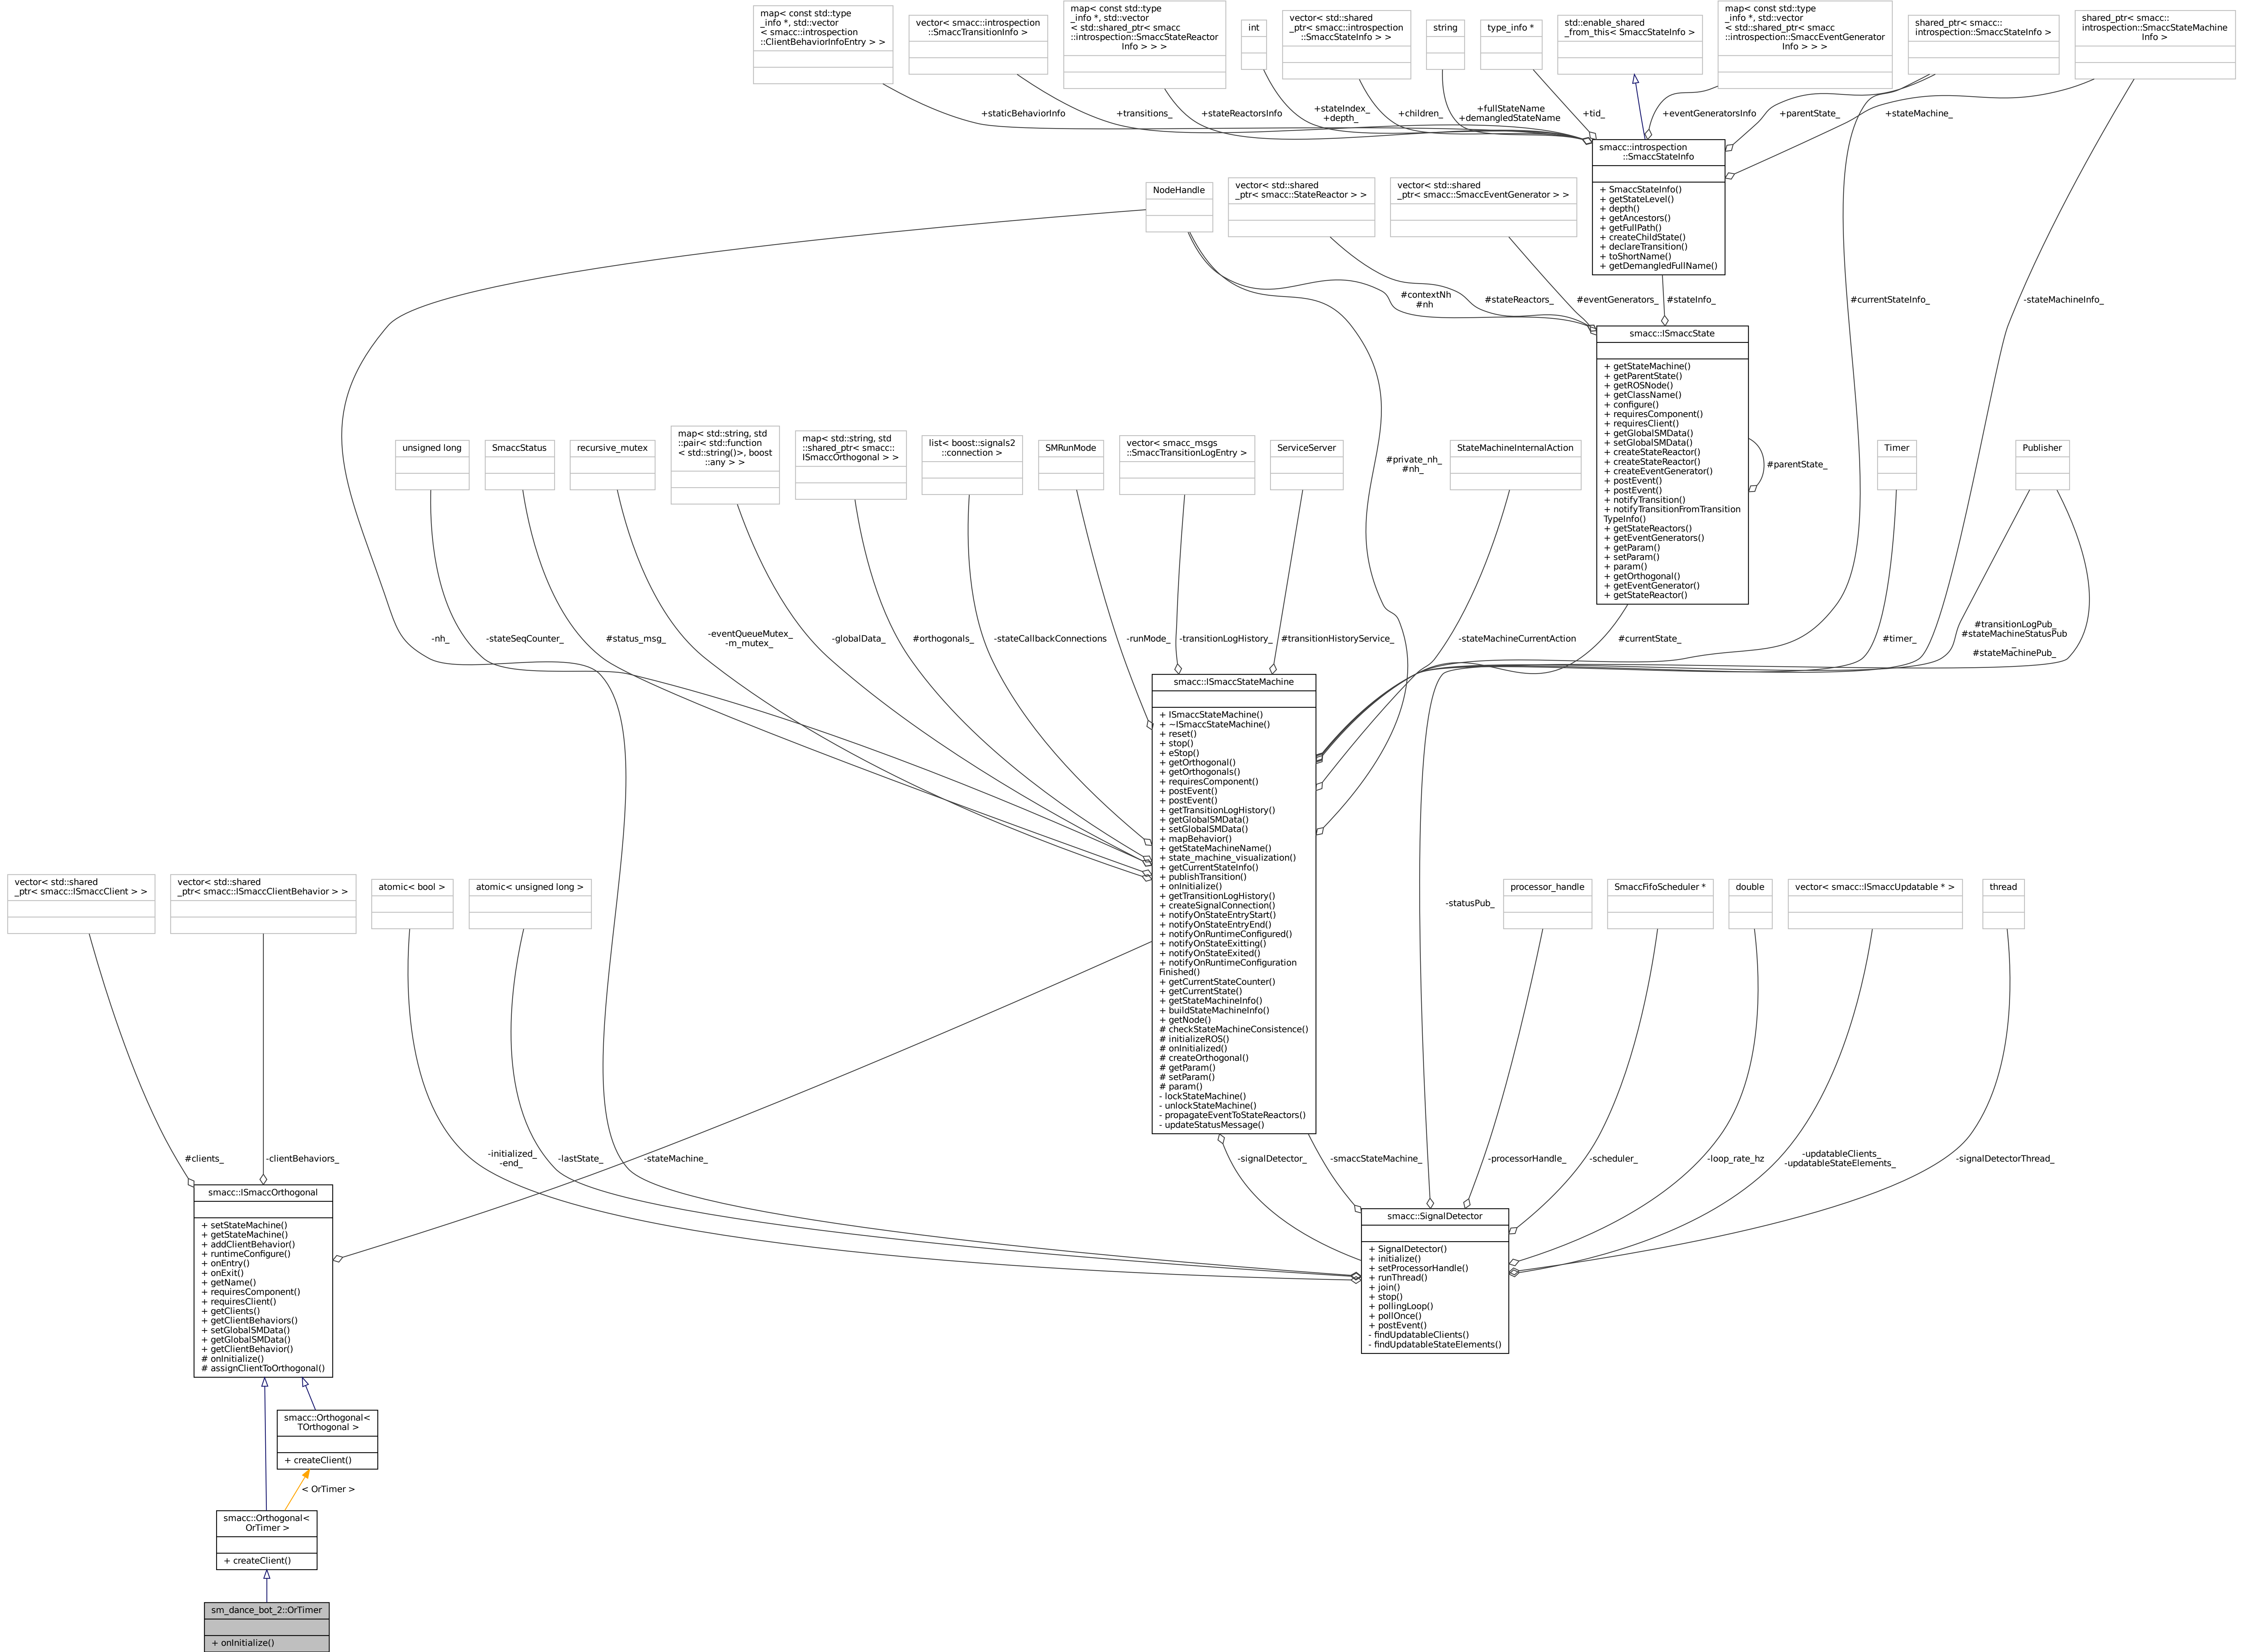 map< const std::type
_info *, std::vector
< smacc::introspection
::ClientBehaviorInfoEntry > >
vector< smacc::introspection
::SmaccTransitionInfo >
map< const std::type
_info *, std::vector
< std::shared_ptr< smacc
::introspection::SmaccStateReactor
Info > > >
int
vector< std::shared
_ptr< smacc::introspection
::SmaccStateInfo > >
string
type_info *
std::enable_shared
_from_this< SmaccStateInfo >
map< const std::type
_info *, std::vector
< std::shared_ptr< smacc
::introspection::SmaccEventGenerator
Info > > >
shared_ptr< smacc::
introspection::SmaccStateInfo >
shared_ptr< smacc::
introspection::SmaccStateMachine
Info >
+staticBehaviorInfo
+transitions_
+stateReactorsInfo
+stateIndex_
+depth_
+children_
+fullStateName
+demangledStateName
+tid_
+eventGeneratorsInfo
+parentState_
+stateMachine_
smacc::introspection
::SmaccStateInfo
+ SmaccStateInfo()
+ getStateLevel()
+ depth()
+ getAncestors()
+ getFullPath()
+ createChildState()
+ declareTransition()
+ toShortName()
+ getDemangledFullName()
NodeHandle
vector< std::shared
_ptr< smacc::StateReactor > >
vector< std::shared
_ptr< smacc::SmaccEventGenerator > >
#contextNh
#nh
#stateReactors_
#eventGenerators_
#stateInfo_
#currentStateInfo_
-stateMachineInfo_
smacc::ISmaccState
+ getStateMachine()
+ getParentState()
+ getROSNode()
+ getClassName()
+ configure()
+ requiresComponent()
+ requiresClient()
+ getGlobalSMData()
+ setGlobalSMData()
+ createStateReactor()
+ createStateReactor()
+ createEventGenerator()
+ postEvent()
+ postEvent()
+ notifyTransition()
+ notifyTransitionFromTransition
TypeInfo()
+ getStateReactors()
+ getEventGenerators()
+ getParam()
+ setParam()
+ param()
+ getOrthogonal()
+ getEventGenerator()
+ getStateReactor()
#parentState_
unsigned long
SmaccStatus
recursive_mutex
map< std::string, std
::pair< std::function
< std::string()>, boost
::any > >
map< std::string, std
::shared_ptr< smacc::
ISmaccOrthogonal > >
list< boost::signals2
::connection >
SMRunMode
vector< smacc_msgs
::SmaccTransitionLogEntry >
ServiceServer
#private_nh_
#nh_
StateMachineInternalAction
Timer
Publisher
-nh_
-stateSeqCounter_
#status_msg_
-eventQueueMutex_
-m_mutex_
-globalData_
#orthogonals_
-stateCallbackConnections
-runMode_
-transitionLogHistory_
#transitionHistoryService_
-stateMachineCurrentAction
#currentState_
#timer_
#transitionLogPub_
#stateMachineStatusPub
_
#stateMachinePub_
smacc::ISmaccStateMachine
+ ISmaccStateMachine()
+ ~ISmaccStateMachine()
+ reset()
+ stop()
+ eStop()
+ getOrthogonal()
+ getOrthogonals()
+ requiresComponent()
+ postEvent()
+ postEvent()
+ getTransitionLogHistory()
+ getGlobalSMData()
+ setGlobalSMData()
+ mapBehavior()
+ getStateMachineName()
+ state_machine_visualization()
+ getCurrentStateInfo()
+ publishTransition()
+ onInitialize()
+ getTransitionLogHistory()
+ createSignalConnection()
+ notifyOnStateEntryStart()
+ notifyOnStateEntryEnd()
+ notifyOnRuntimeConfigured()
+ notifyOnStateExitting()
+ notifyOnStateExited()
+ notifyOnRuntimeConfiguration
Finished()
+ getCurrentStateCounter()
+ getCurrentState()
+ getStateMachineInfo()
+ buildStateMachineInfo()
+ getNode()
# checkStateMachineConsistence()
# initializeROS()
# onInitialized()
# createOrthogonal()
# getParam()
# setParam()
# param()
- lockStateMachine()
- unlockStateMachine()
- propagateEventToStateReactors()
- updateStatusMessage()
vector< std::shared
_ptr< smacc::ISmaccClient > >
vector< std::shared
_ptr< smacc::ISmaccClientBehavior > >
atomic< bool >
atomic< unsigned long >
-statusPub_
processor_handle
SmaccFifoScheduler *
double
vector< smacc::ISmaccUpdatable * >
thread
#clients_
-clientBehaviors_
-initialized_
-end_
-lastState_
-stateMachine_
-signalDetector_
-smaccStateMachine_
-processorHandle_
-scheduler_
-loop_rate_hz
-updatableClients_
-updatableStateElements_
-signalDetectorThread_
smacc::ISmaccOrthogonal
+ setStateMachine()
+ getStateMachine()
+ addClientBehavior()
+ runtimeConfigure()
+ onEntry()
+ onExit()
+ getName()
+ requiresComponent()
+ requiresClient()
+ getClients()
+ getClientBehaviors()
+ setGlobalSMData()
+ getGlobalSMData()
+ getClientBehavior()
# onInitialize()
# assignClientToOrthogonal()
smacc::SignalDetector
+ SignalDetector()
+ initialize()
+ setProcessorHandle()
+ runThread()
+ join()
+ stop()
+ pollingLoop()
+ pollOnce()
+ postEvent()
- findUpdatableClients()
- findUpdatableStateElements()
smacc::Orthogonal<
TOrthogonal >
+ createClient()
< OrTimer >
smacc::Orthogonal<
OrTimer >
+ createClient()
sm_dance_bot_2::OrTimer
+ onInitialize()